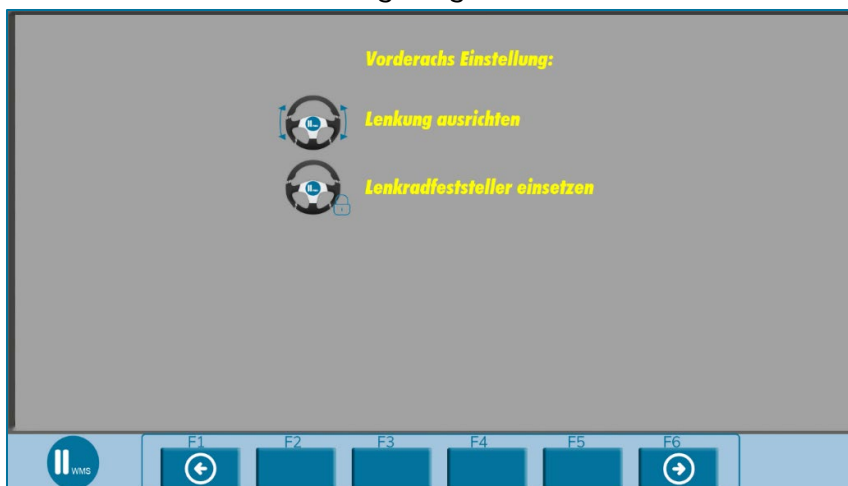 Vorderachs Einstellung:
Lenkung ausrichten
Lenkradfeststeller einsetzen
F1 F2 F3 F4 F5 F6
WMS